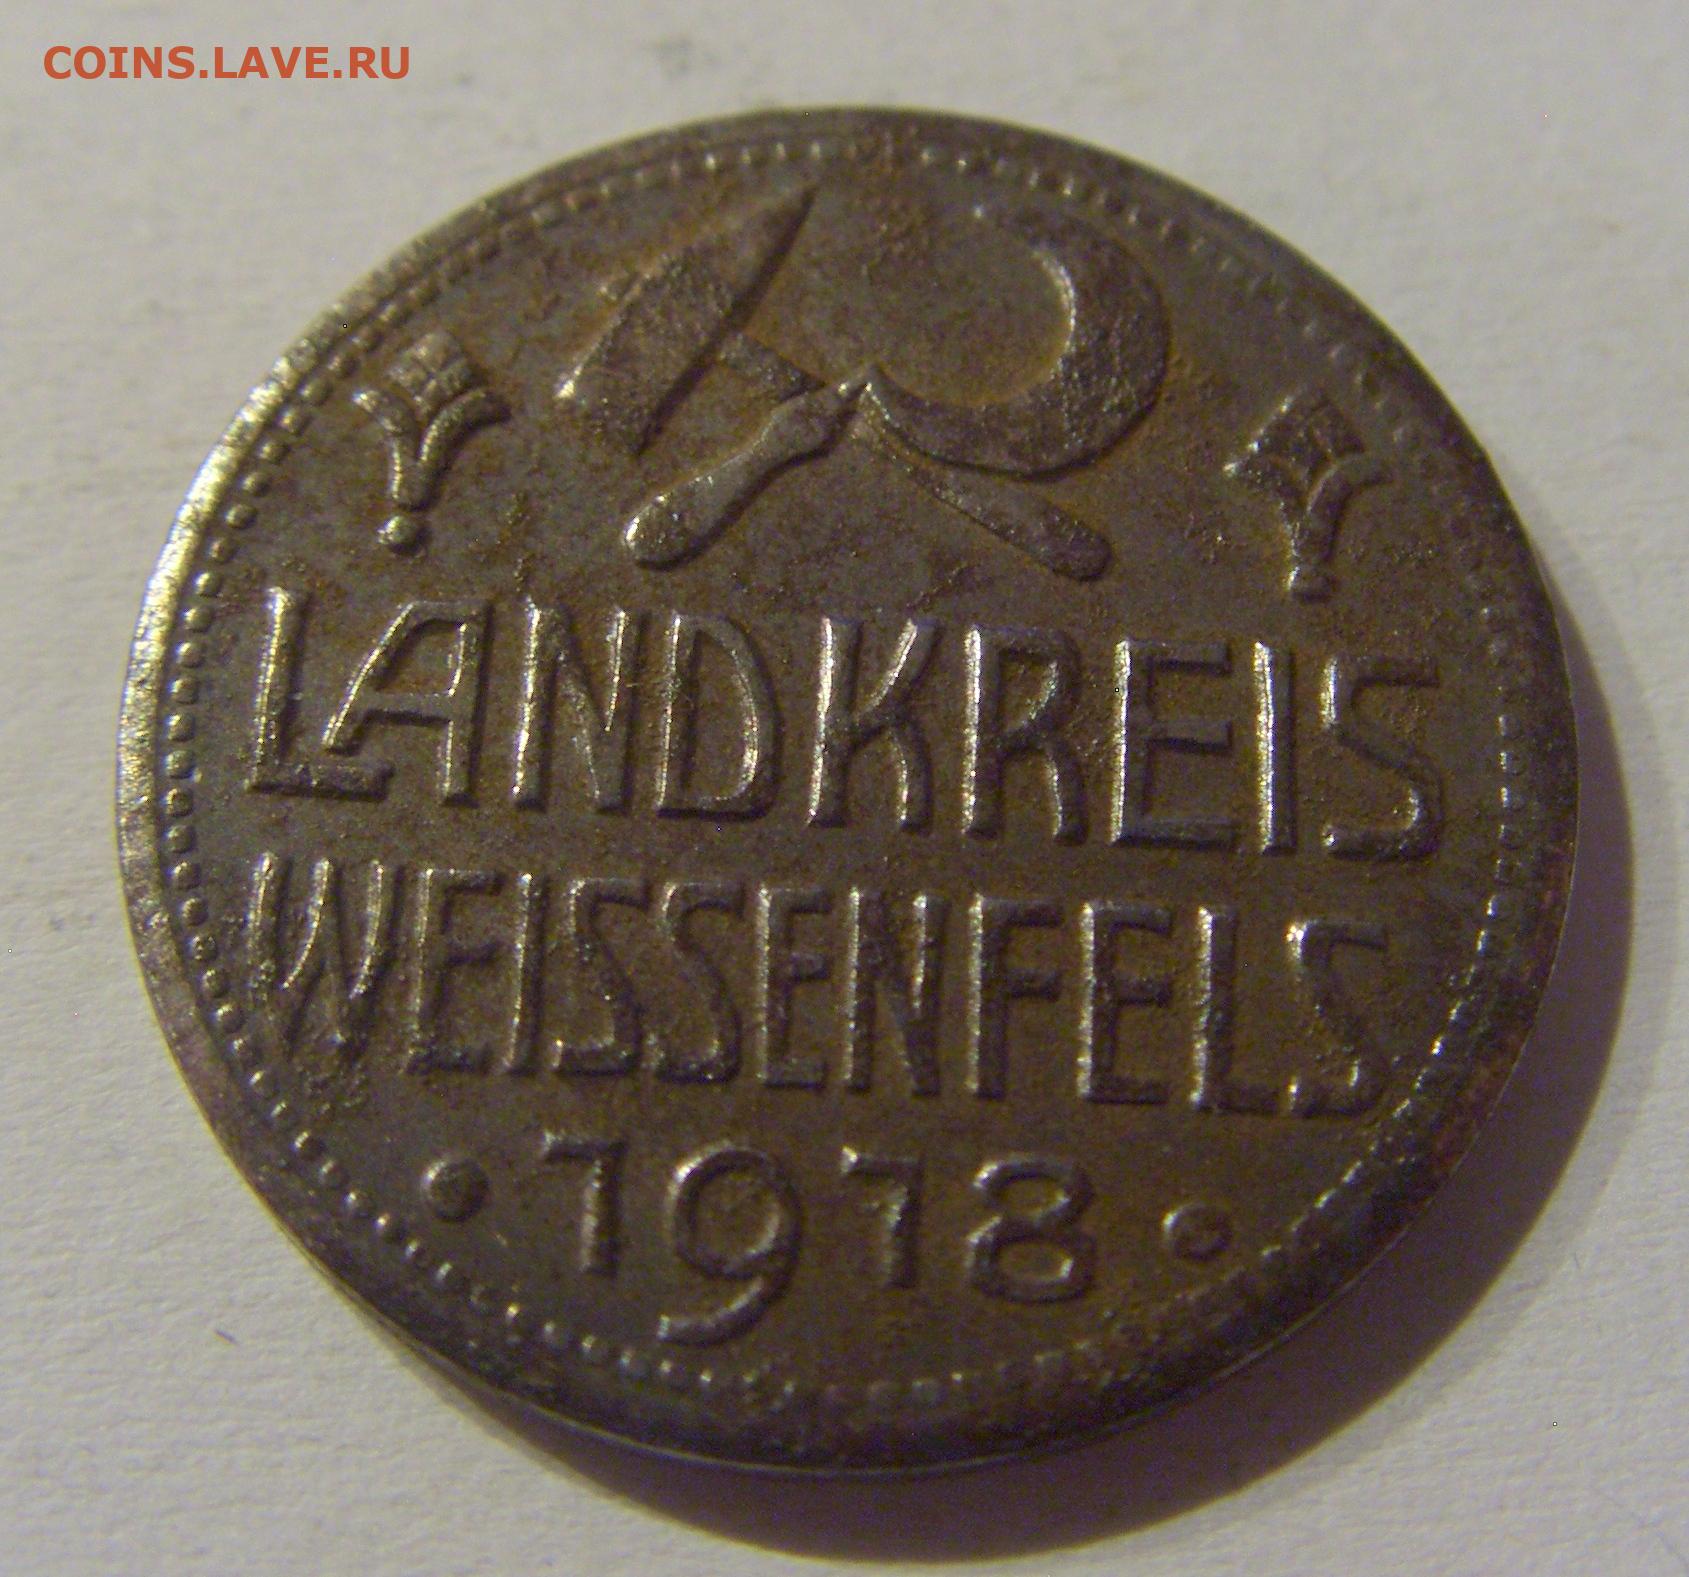 COINS.LAVE.RU
LANDKREIS
WEISSENFELS
• 1918 •